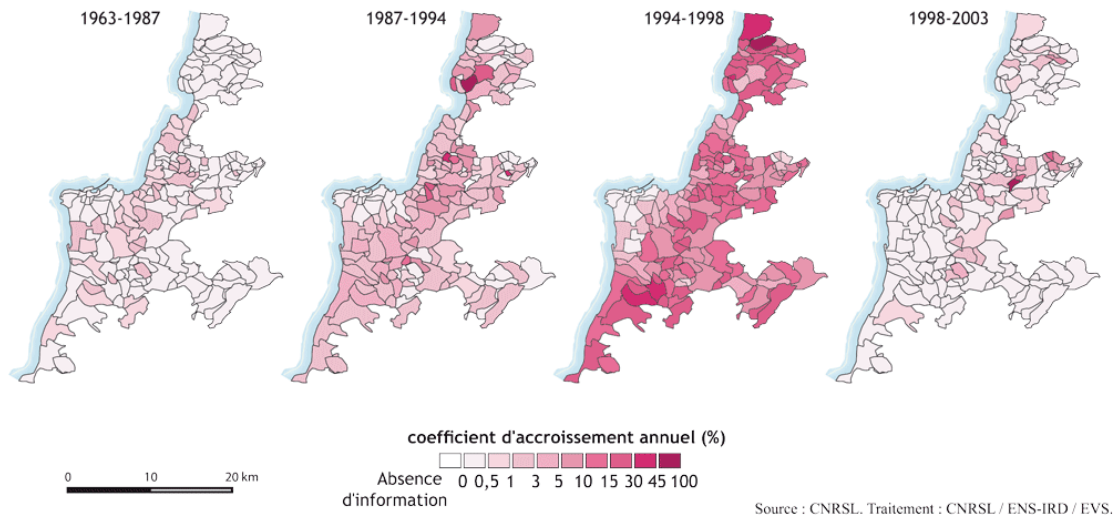 1963-1987 1987-1994 1994-1998 1998-2003
coefficient d'accroissement annuel (%)
Absence d'information
0 0,5 1 3 5 10 15 30 45 100
0 10 20 km
Source : CNRSL. Traitement : CNRSL / ENS-IRD / EVS.